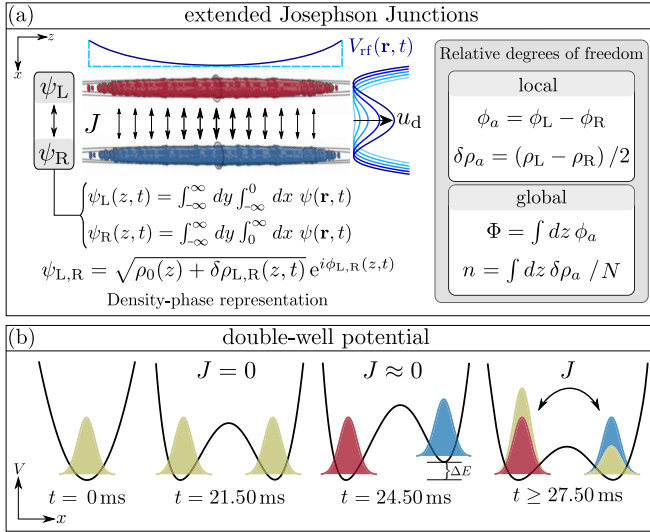 (a) extended Josephson Junctions
z
x
V_rf(r, t)
ψ_L
J
u_d
ψ_R
ψ_L(z, t) = ∫_{-∞}^{∞} dy ∫_{-∞}^{0} dx ψ(r, t)
ψ_R(z, t) = ∫_{-∞}^{∞} dy ∫_{0}^{∞} dx ψ(r, t)
ψ_{L,R} = √(ρ_0(z) + δρ_{L,R}(z, t)) e^{iϕ_{L,R}(z,t)}
Density-phase representation
Relative degrees of freedom
local
ϕ_a = ϕ_L − ϕ_R
δρ_a = (ρ_L − ρ_R) /2
global
Φ = ∫ dz ϕ_a
n = ∫ dz δρ_a /N
(b) double-well potential
J = 0
J ≈ 0
J
V
x
ΔE
t = 0 ms
t = 21.50 ms
t = 24.50 ms
t ≥ 27.50 ms